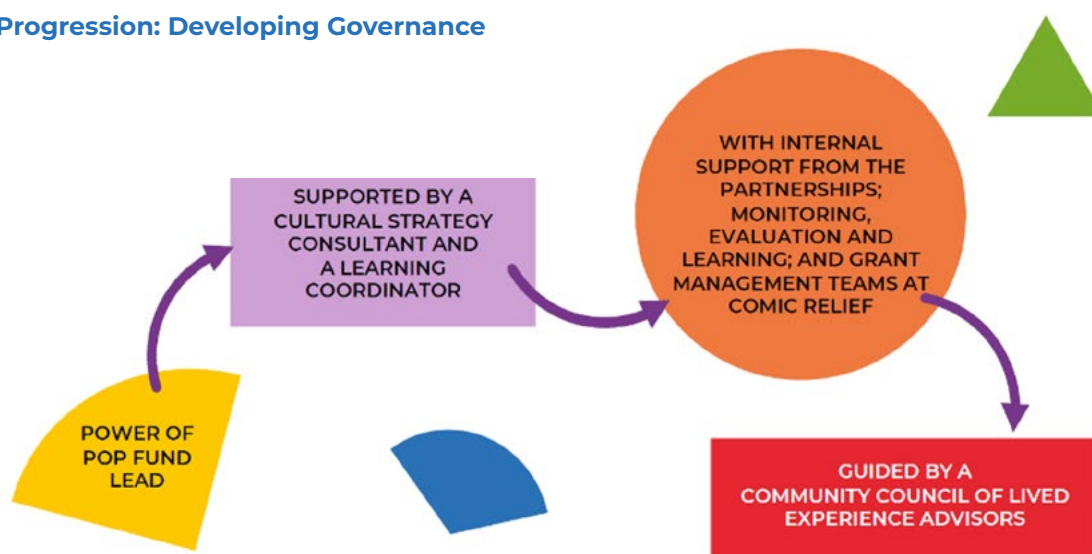 Progression: Developing Governance
POWER OF
POP FUND
LEAD
SUPPORTED BY A
CULTURAL STRATEGY
CONSULTANT AND
A LEARNING
COORDINATOR
WITH INTERNAL
SUPPORT FROM THE
PARTNERSHIPS;
MONITORING,
EVALUATION AND
LEARNING; AND GRANT
MANAGEMENT TEAMS AT
COMIC RELIEF
GUIDED BY A
COMMUNITY COUNCIL OF LIVED
EXPERIENCE ADVISORS